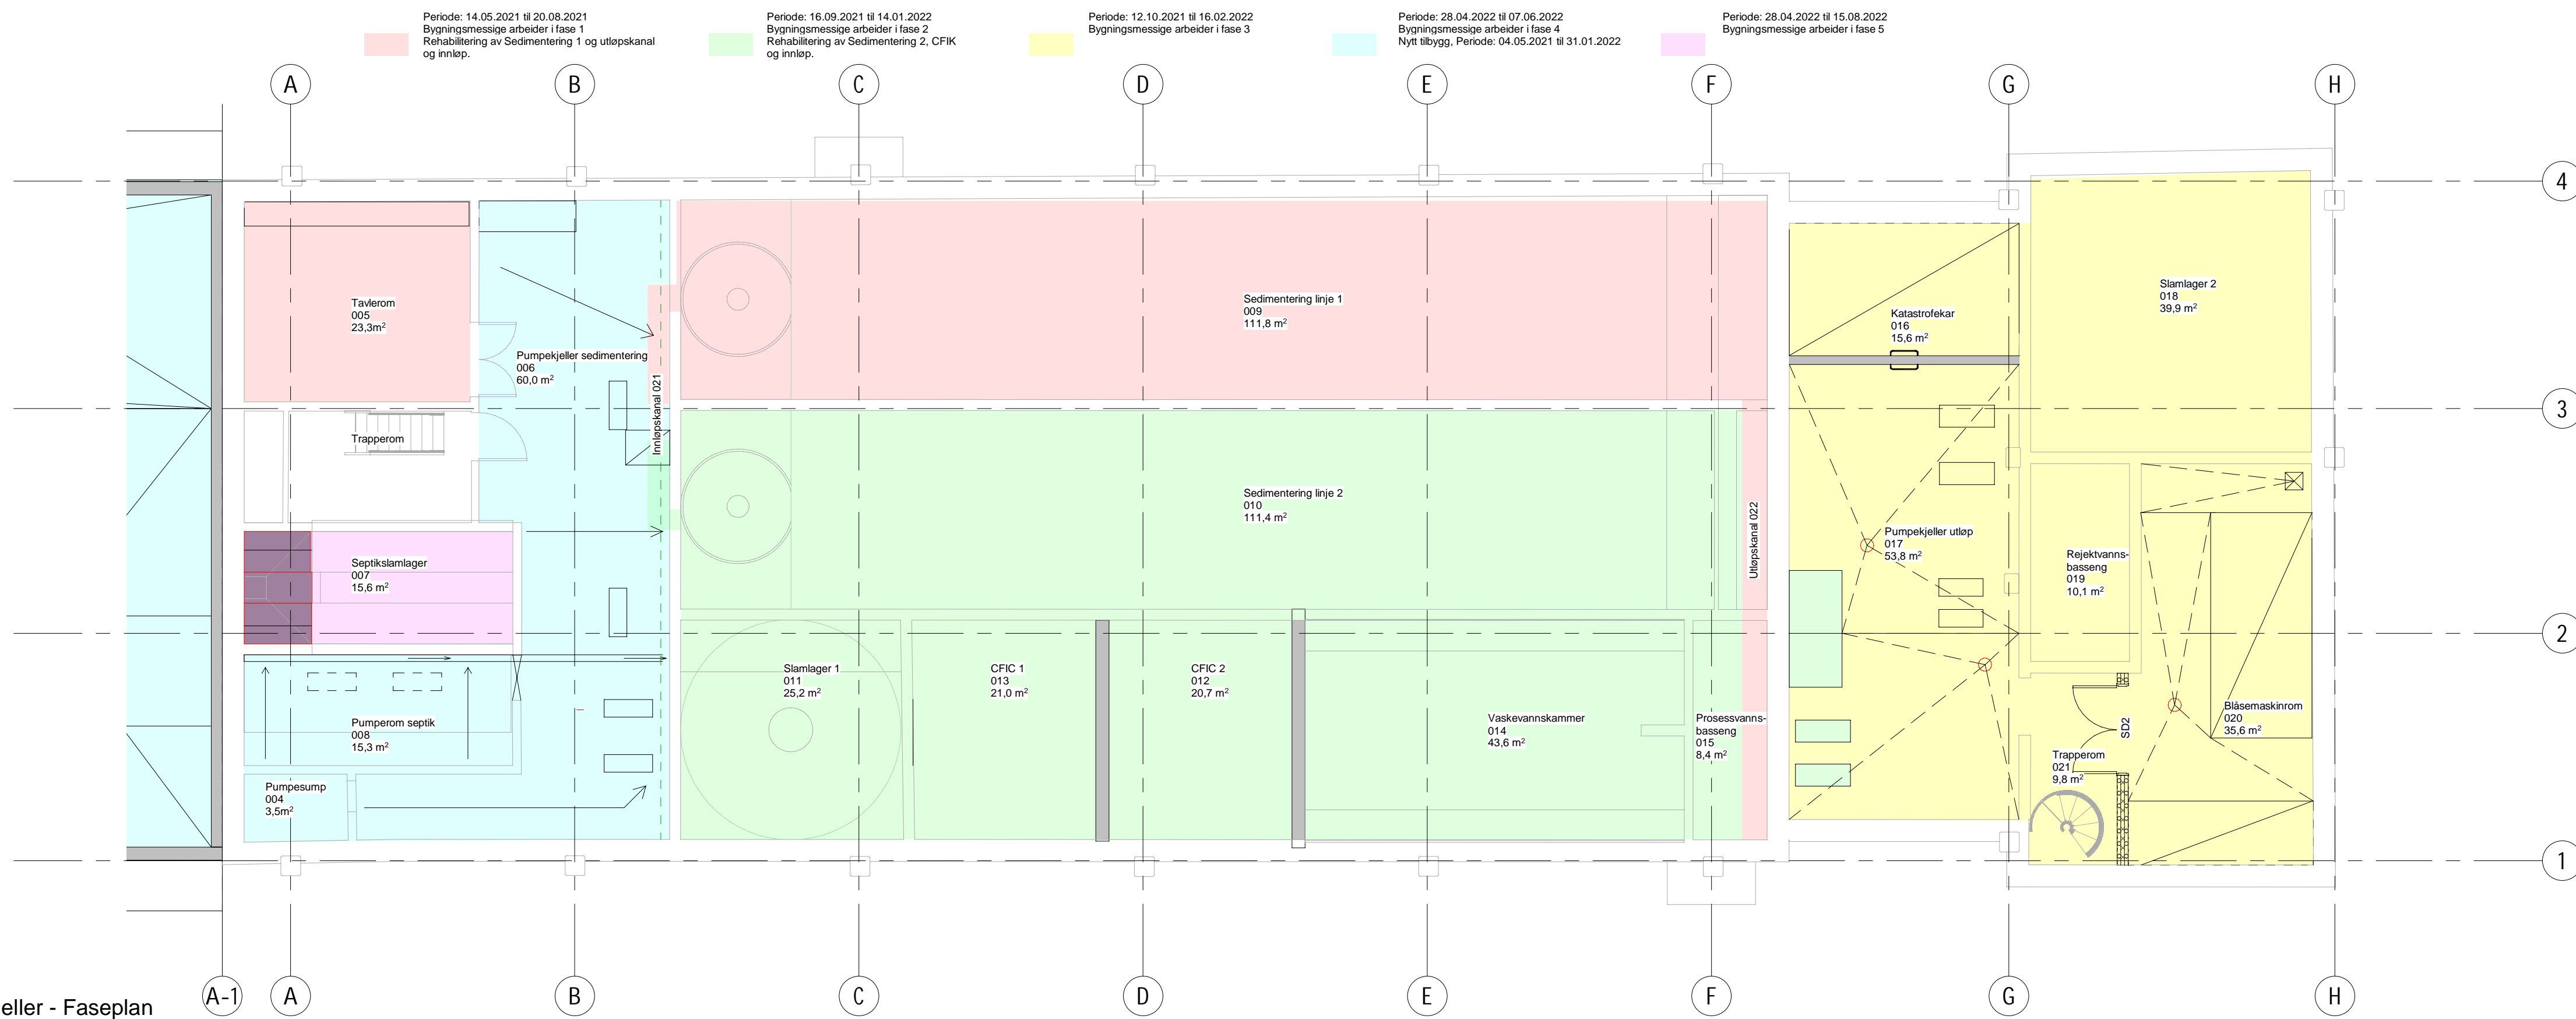 Periode: 14.05.2021 til 20.08.2021
Bygningsmessige arbeider i fase 1
Rehabilitering av Sedimentering 1 og utløpskanal
og innløp.
Periode: 16.09.2021 til 14.01.2022
Bygningsmessige arbeider i fase 2
Rehabilitering av Sedimentering 2, CFIK
og innløp.
Periode: 12.10.2021 til 16.02.2022
Bygningsmessige arbeider i fase 3
Periode: 28.04.2022 til 07.06.2022
Bygningsmessige arbeider i fase 4
Nytt tilbygg, Periode: 04.05.2021 til 31.01.2022
Periode: 28.04.2022 til 15.08.2022
Bygningsmessige arbeider i fase 5
A
B
C
D
E
F
G
H
4
3
2
1
Tavlerom
005
23,3m²
Pumpekjeller sedimentering
006
60,0 m²
Innløpskanal 021
Trapperom
Septikslamlager
007
15,6 m²
Pumperom septik
008
15,3 m²
Pumpesump
004
3,5m²
Sedimentering linje 1
009
111,8 m²
Sedimentering linje 2
010
111,4 m²
Slamlager 1
011
25,2 m²
CFIC 1
013
21,0 m²
CFIC 2
012
20,7 m²
Vaskevannskammer
014
43,6 m²
Prosessvanns-
basseng
015
8,4 m²
Utløpskanal 022
Katastrofekar
016
15,6 m²
Pumpekjeller utløp
017
53,8 m²
Slamlager 2
018
39,9 m²
Rejektvanns-
basseng
019
10,1 m²
Blåsemaskinrom
020
35,6 m²
SD2
Trapperom
021
9,8 m²
A-1
A
B
C
D
E
F
G
H
eller - Faseplan